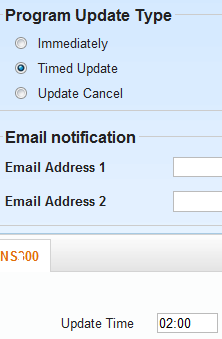 Program Update Type
Immediately
Timed Update
Update Cancel
Email notification
Email Address 1
Email Address 2
Update Time 02:00